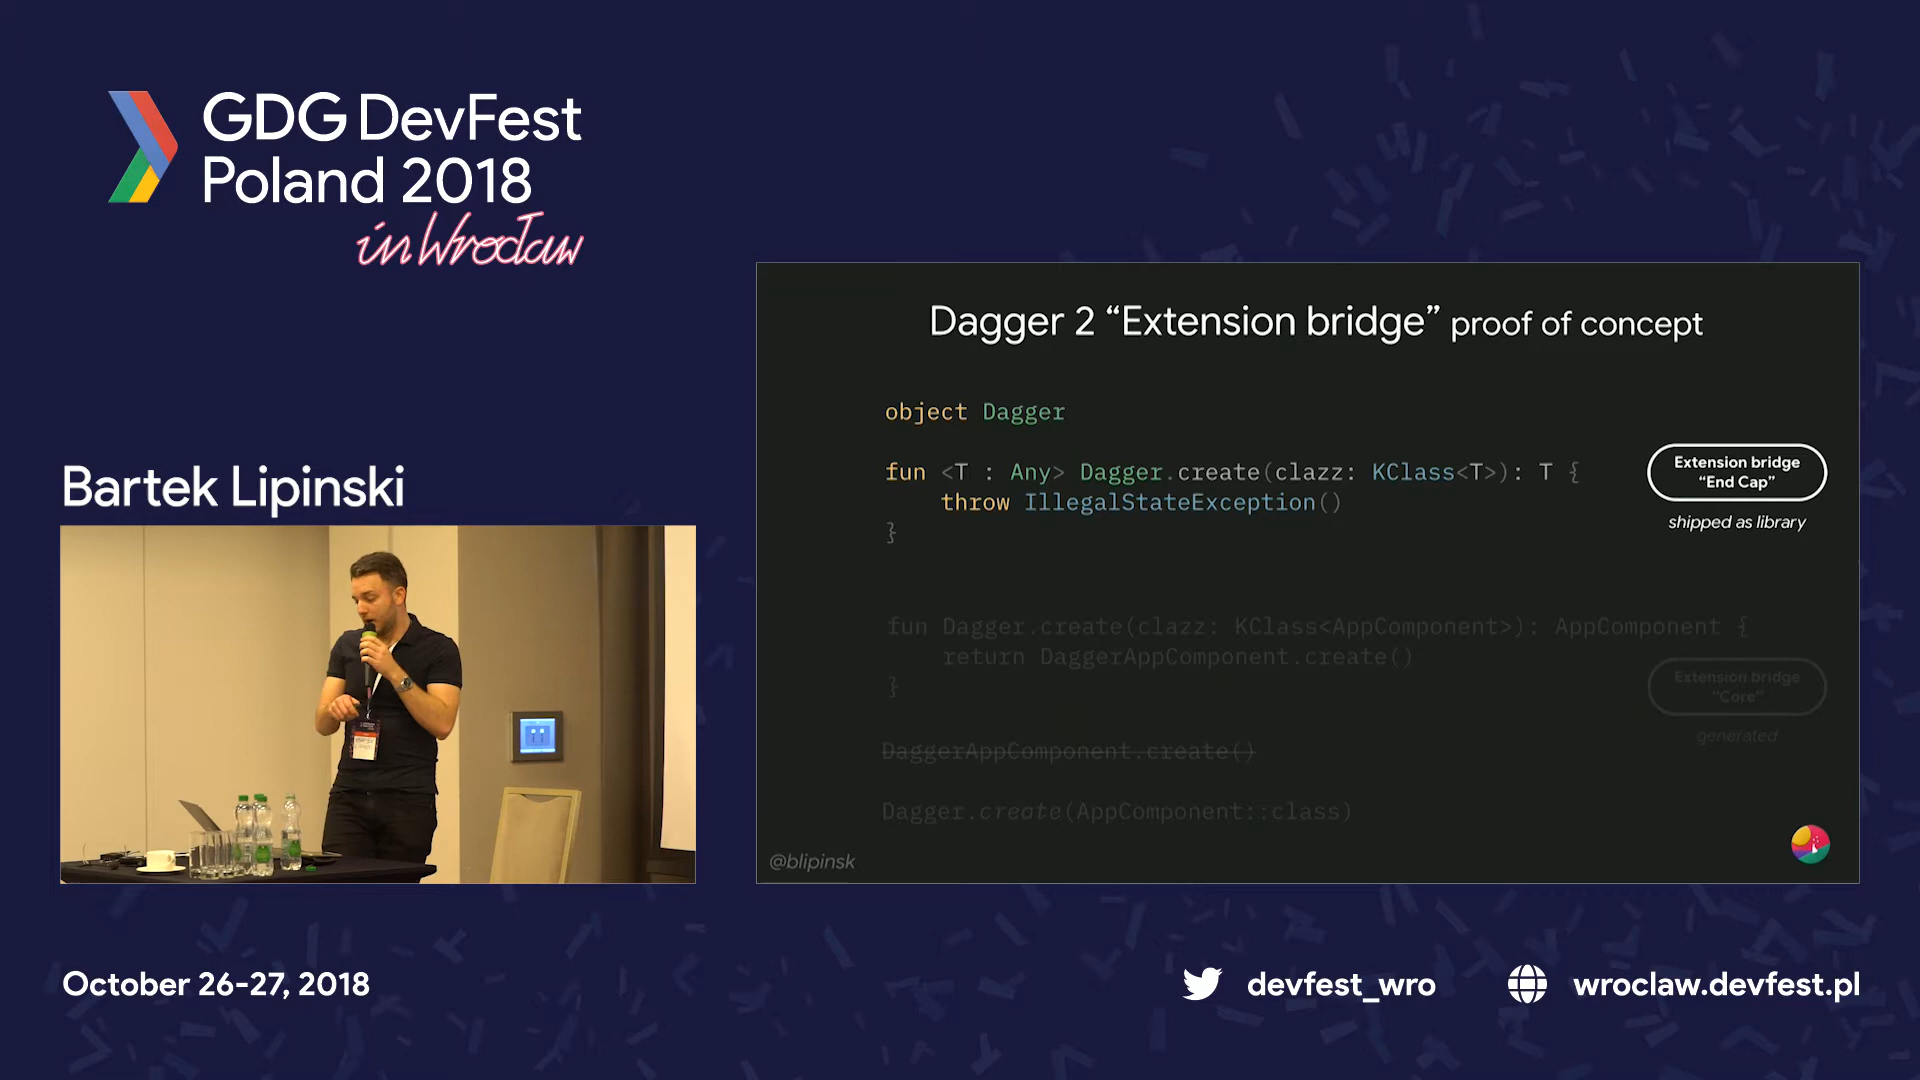 GDG DevFest
Poland 2018
in Wrocław
Bartek Lipinski
Dagger 2 “Extension bridge” proof of concept
object Dagger
fun <T : Any> Dagger.create(clazz: KClass<T>): T {
throw IllegalStateException()
}
Extension bridge
“End Cap”
shipped as library
fun Dagger.create(clazz: KClass<AppComponent>): AppComponent {
return DaggerAppComponent.create()
}
Extension bridge
“Core”
generated
DaggerAppComponent.create()
Dagger.create(AppComponent::class)
@blipinsk
October 26-27, 2018
devfest_wro
wroclaw.devfest.pl